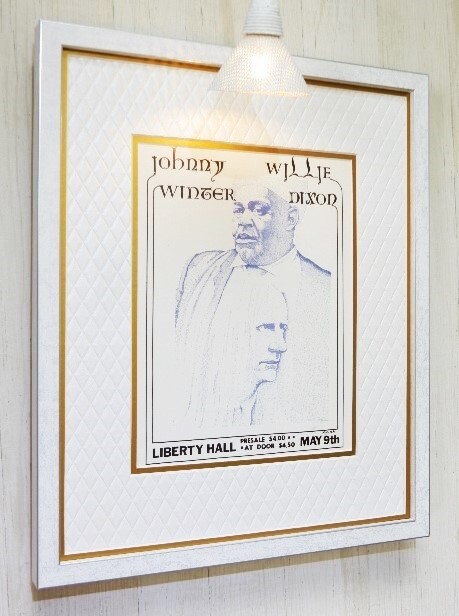 Johnny Willie
Winter Dixon
LIBERTY HALL PRESALE $4.00 • • MAY 9th
• AT DOOR $4.50